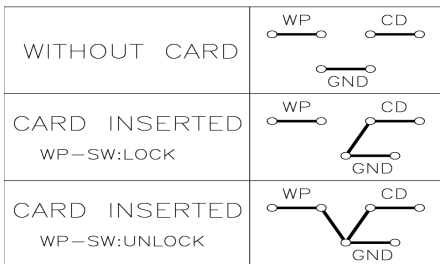 WITHOUT CARD
WP CD
GND
CARD INSERTED
WP-SW:LOCK
WP CD
GND
CARD INSERTED
WP-SW:UNLOCK
WP CD
GND